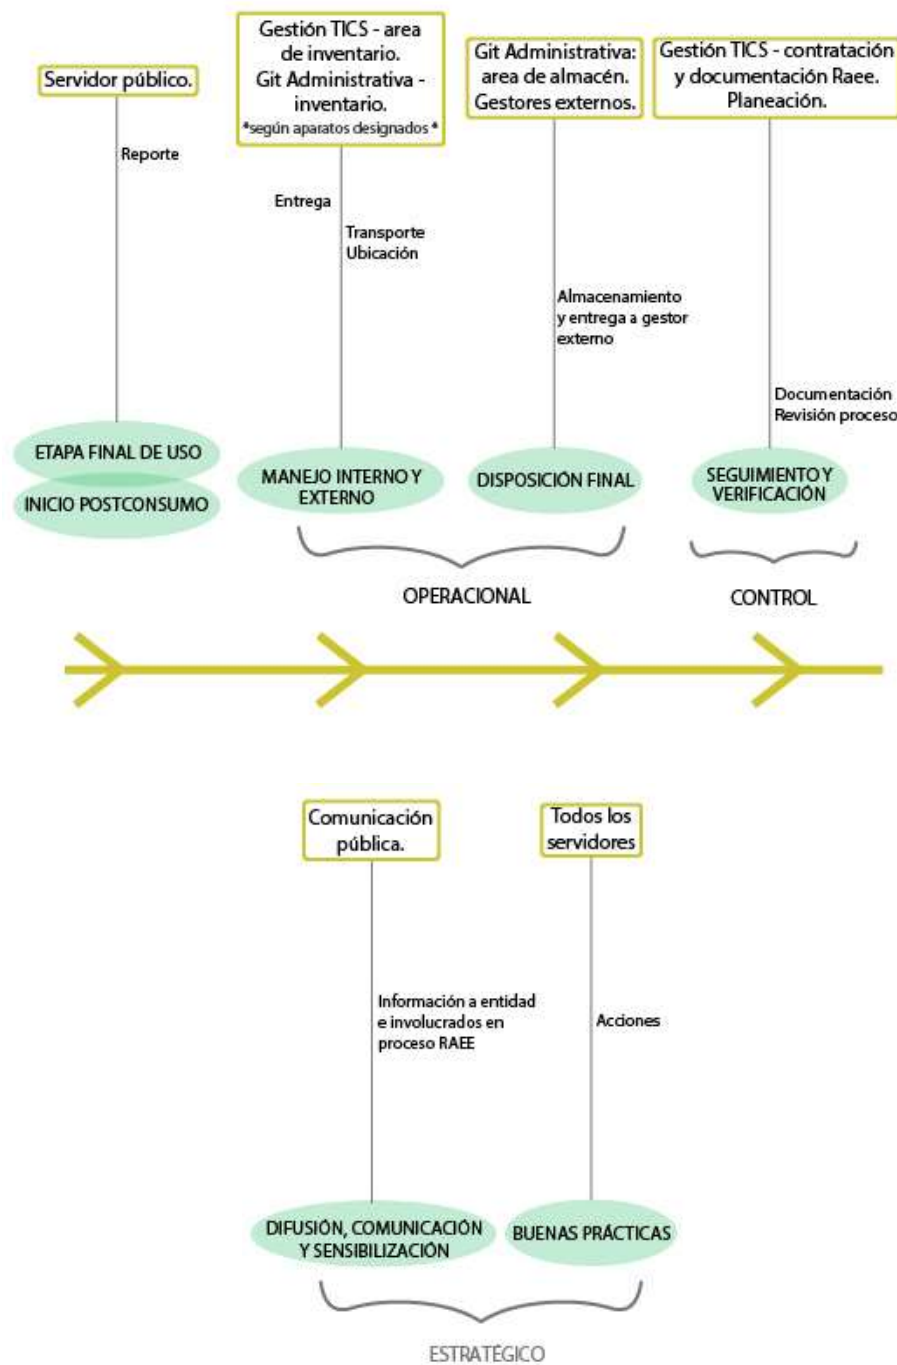 Servidor público.
Reporte
ETAPA FINAL DE USO
INICIO POSTCONSUMO
Gestión TICS - area
de inventario.
Git Administrativa -
inventario.
*según aparatos designados *
Entrega
Transporte
Ubicación
MANEJO INTERNO Y
EXTERNO
Git Administrativa:
area de almacén.
Gestores externos.
Almacenamiento
y entrega a gestor
externo
DISPOSICIÓN FINAL
Gestión TICS - contratación
y documentación Raee.
Planeación.
Documentación
Revisión proceso
SEGUIMIENTO Y
VERIFICACIÓN
OPERACIONAL
CONTROL
Comunicación
pública.
Información a entidad
e involucrados en
proceso RAEE
DIFUSIÓN, COMUNICACIÓN
Y SENSIBILIZACIÓN
Todos los
servidores
Acciones
BUENAS PRÁCTICAS
ESTRATÉGICO